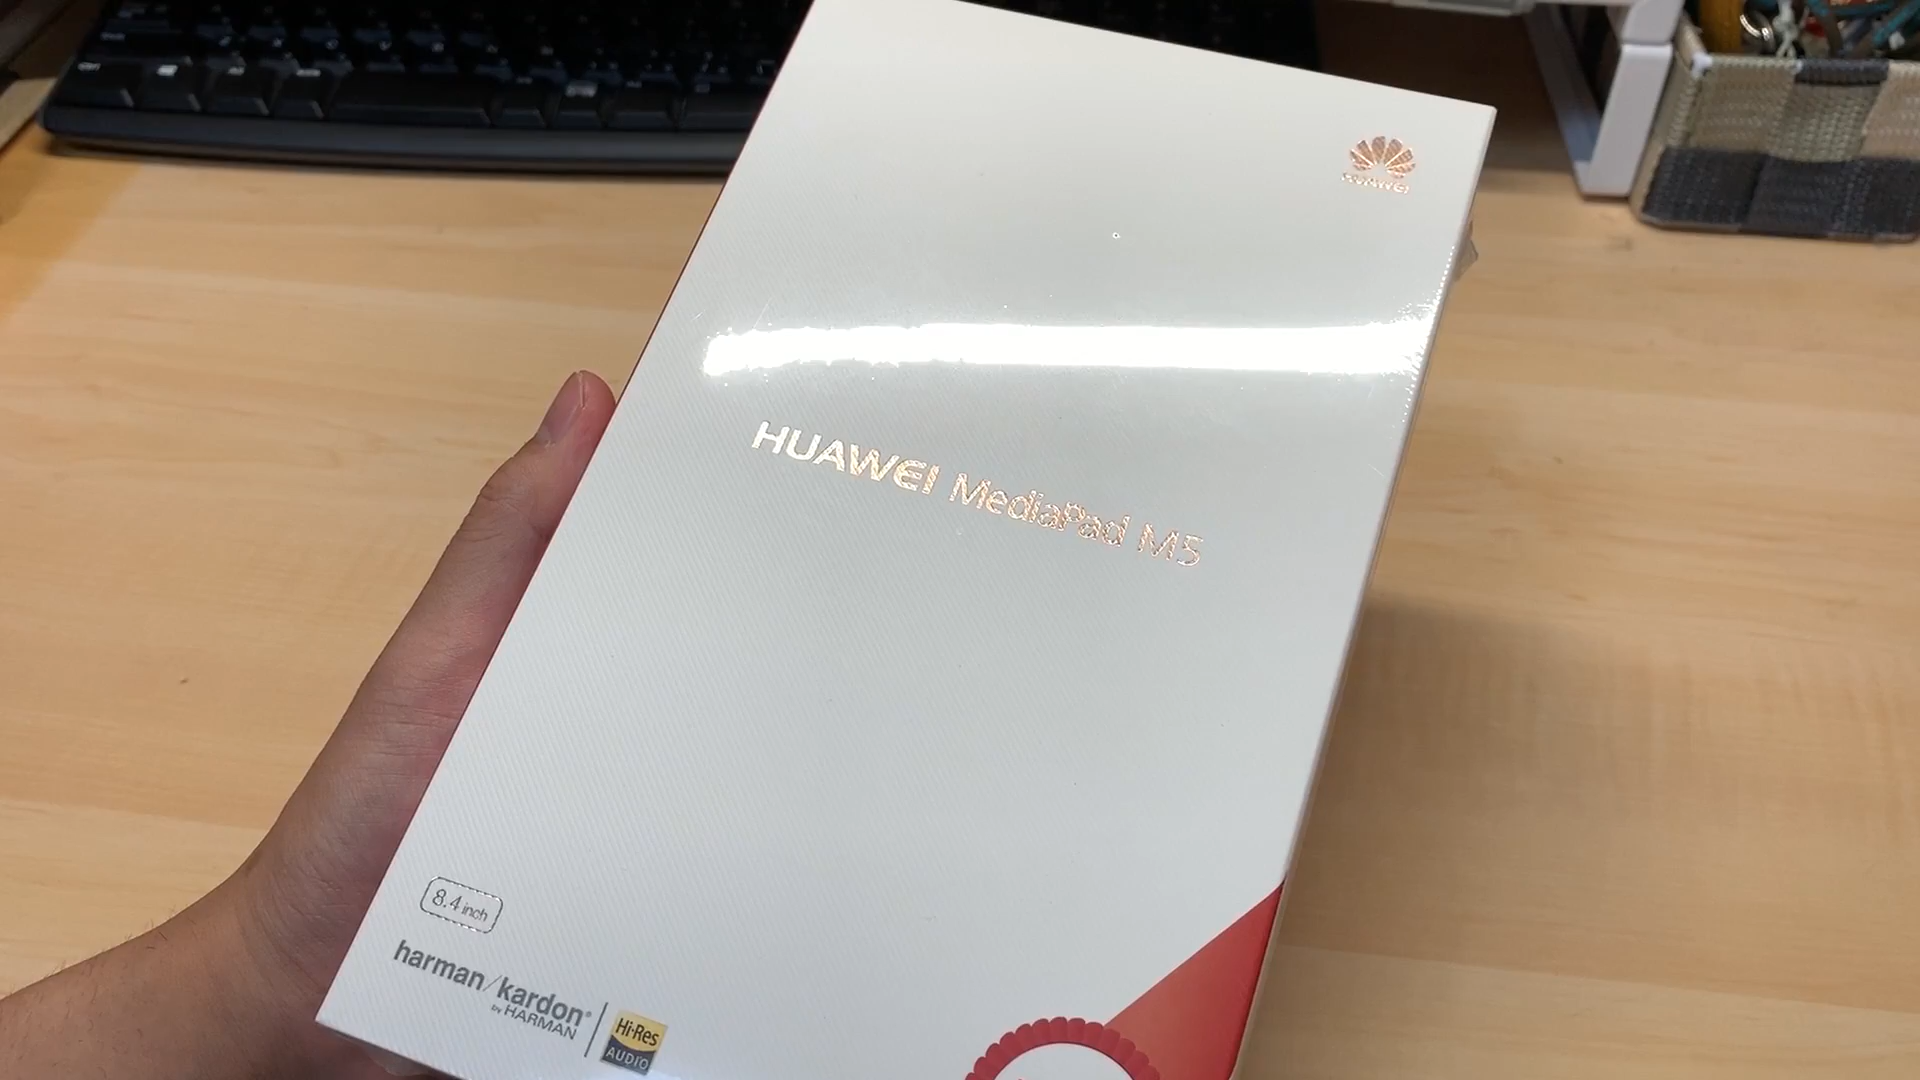 HUAWEI
HUAWEI MediaPad M5
8.4 inch
harman/kardon®
by HARMAN
Hi-Res
AUDIO